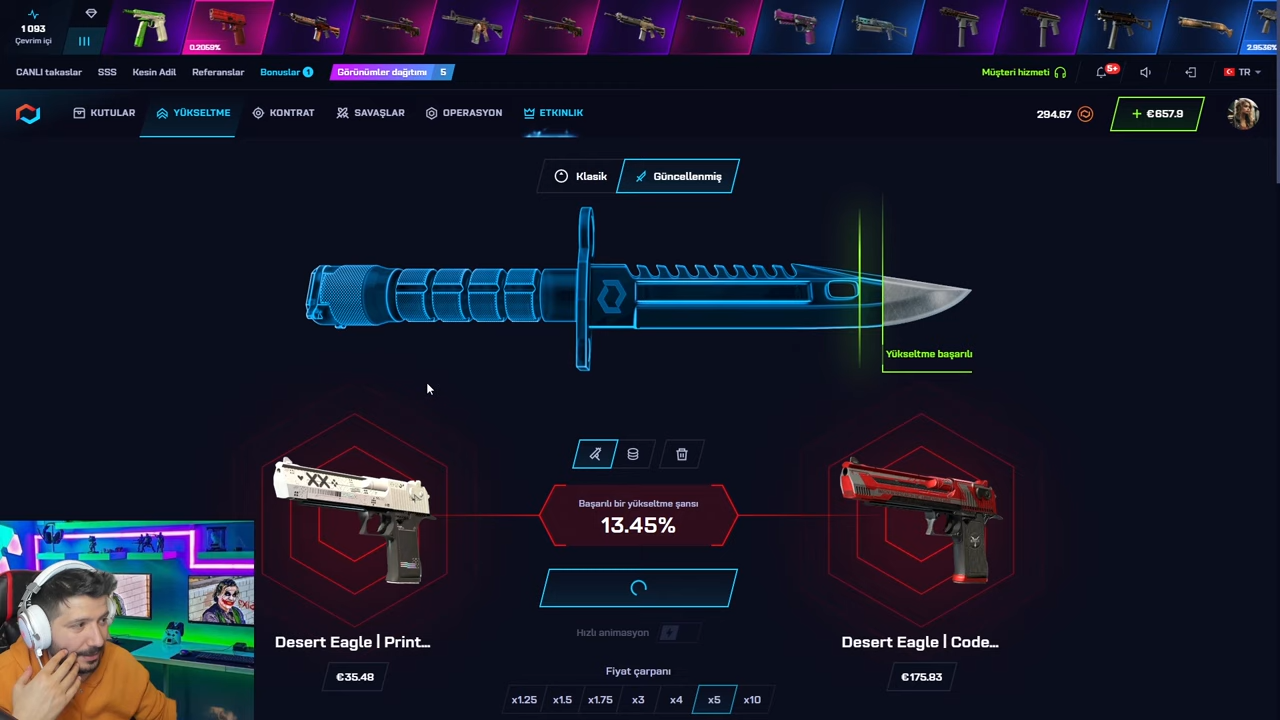 1 093
Çevrim içi
0.2059%
2.9536%
CANLI takaslar
SSS
Kesin Adil
Referanslar
Bonuslar 1
Görünümler dağıtımı 5
Müşteri hizmeti
5+
TR
KUTULAR
YÜKSELTME
KONTRAT
SAVAŞLAR
OPERASYON
ETKINLIK
294.67
+ €657.9
Klasik
Güncellenmiş
Yükseltme başarılı
XX
Başarılı bir yükseltme şansı
13.45%
Hızlı animasyon
Desert Eagle | Print...
€35.48
Desert Eagle | Code...
€175.83
Fiyat çarpanı
x1.25
x1.5
x1.75
x3
x4
x5
x10